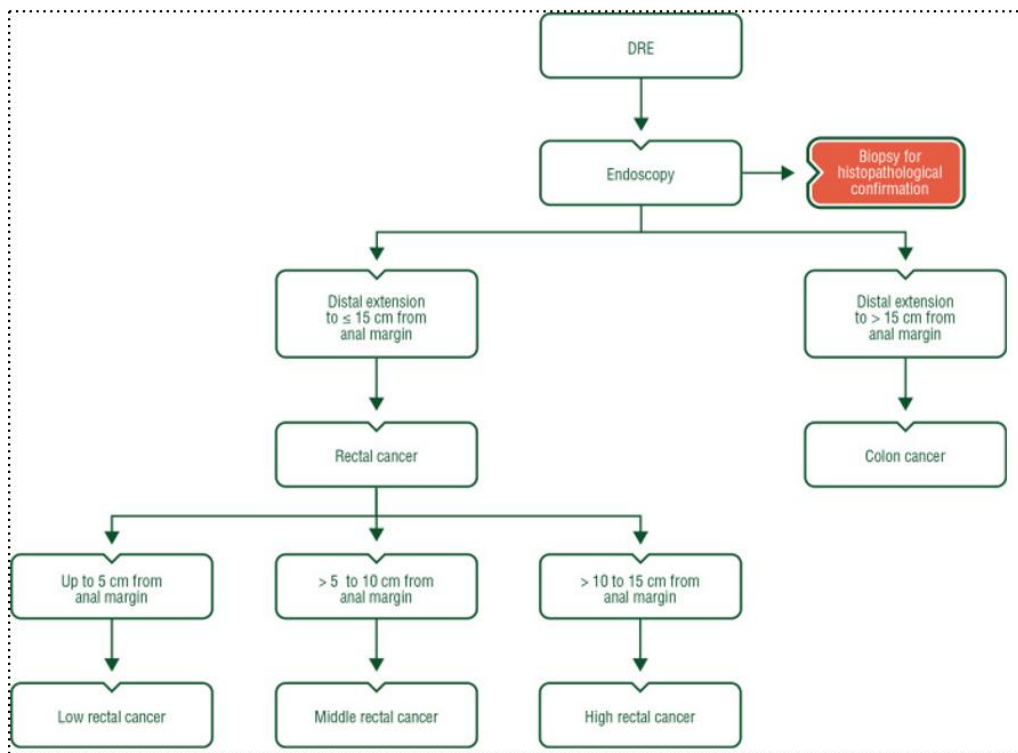 DRE
Endoscopy
Biopsy for
histopathological
confirmation
Distal extension
to ≤ 15 cm from
anal margin
Distal extension
to > 15 cm from
anal margin
Rectal cancer
Colon cancer
Up to 5 cm from
anal margin
> 5 to 10 cm from
anal margin
> 10 to 15 cm from
anal margin
Low rectal cancer
Middle rectal cancer
High rectal cancer